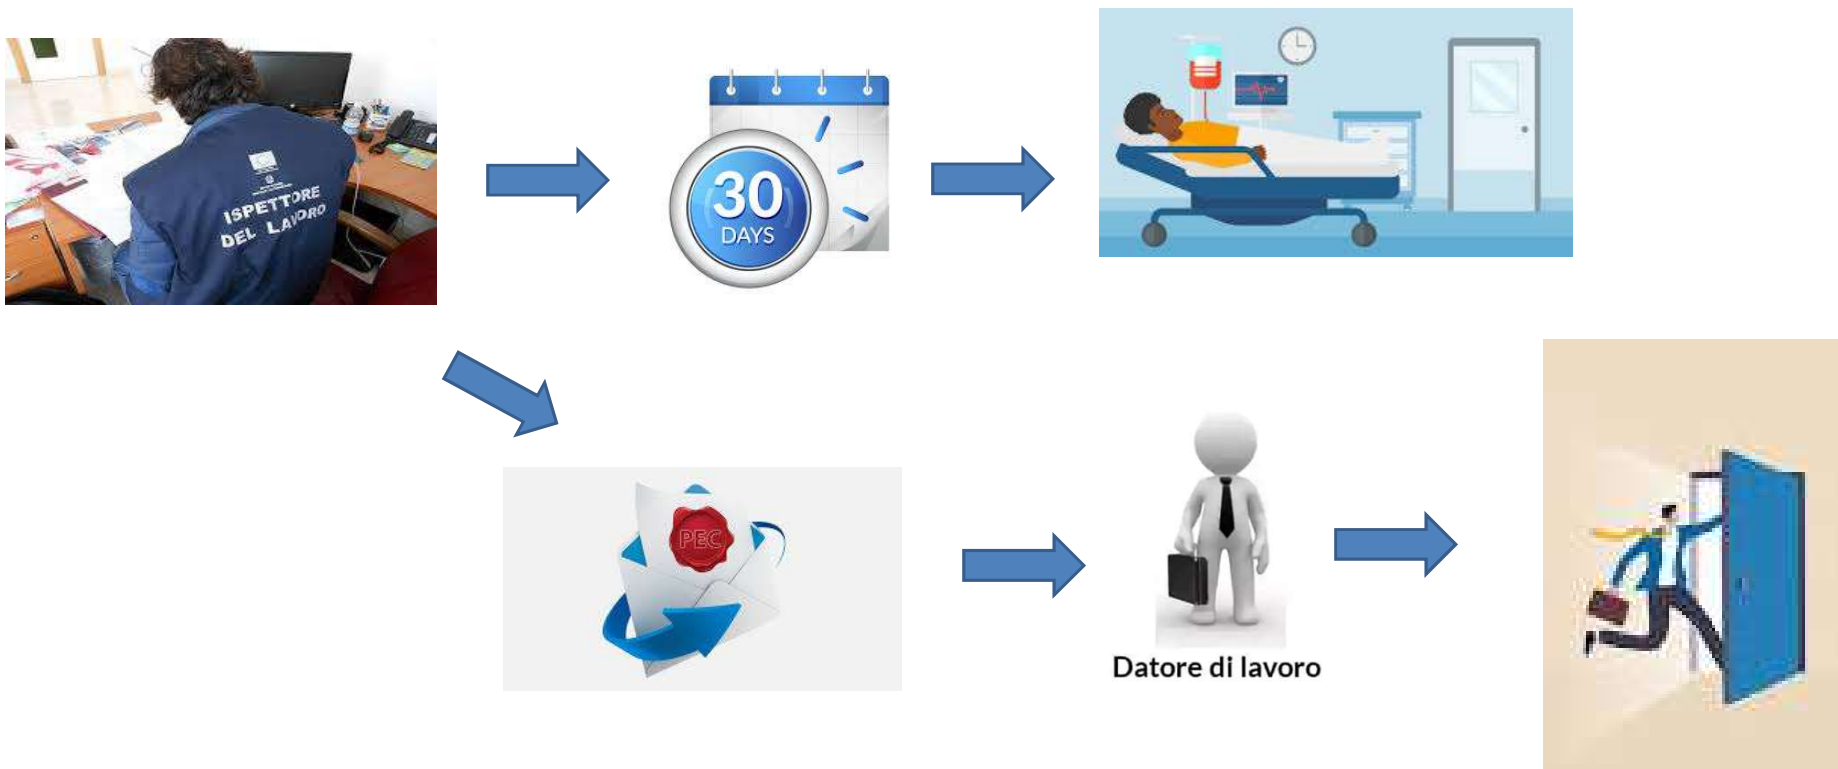 ISPETTORE
DEL LAVORO
30
DAYS
PEC
Datore di lavoro